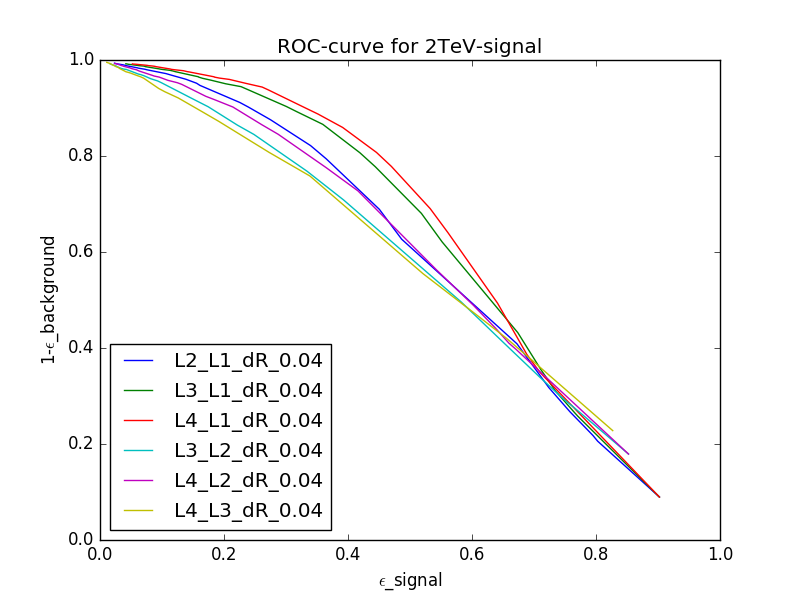 ROC-curve for 2TeV-signal
1.0
0.8
0.6
0.4
0.2
0.0
1-ϵ_background
L2_L1_dR_0.04
L3_L1_dR_0.04
L4_L1_dR_0.04
L3_L2_dR_0.04
L4_L2_dR_0.04
L4_L3_dR_0.04
0.0 0.2 0.4 0.6 0.8 1.0
ϵ_signal